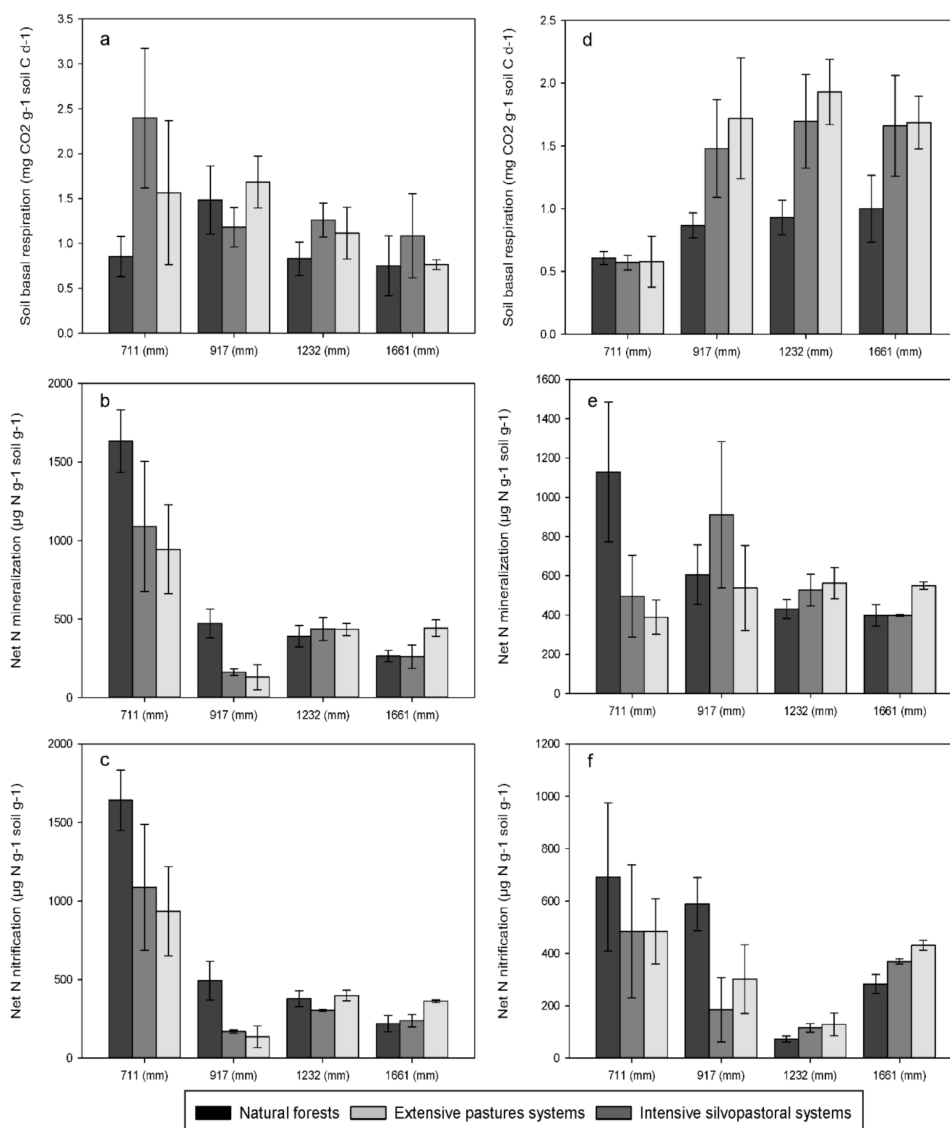 a
Soil basal respiration (mg CO2 g-1 soil C d-1)
3.5
3.0
2.5
2.0
1.5
1.0
0.5
0.0
711 (mm) 917 (mm) 1232 (mm) 1661 (mm)
d
Soil basal respiration (mg CO2 g-1 soil C d-1)
2.5
2.0
1.5
1.0
0.5
0.0
711 (mm) 917 (mm) 1232 (mm) 1661 (mm)
b
Net N mineralization (µg N g-1 soil g-1)
2000
1500
1000
500
0
711 (mm) 917 (mm) 1232 (mm) 1661 (mm)
e
Net N mineralization (µg N g-1 soil g-1)
1600
1400
1200
1000
800
600
400
200
0
711 (mm) 917 (mm) 1232 (mm) 1661 (mm)
c
Net N nitrification (µg N g-1 soil g-1)
2000
1500
1000
500
0
711 (mm) 917 (mm) 1232 (mm) 1661 (mm)
f
Net N nitrification (µg N g-1 soil g-1)
1200
1000
800
600
400
200
0
711 (mm) 917 (mm) 1232 (mm) 1661 (mm)
Natural forests Extensive pastures systems Intensive silvopastoral systems